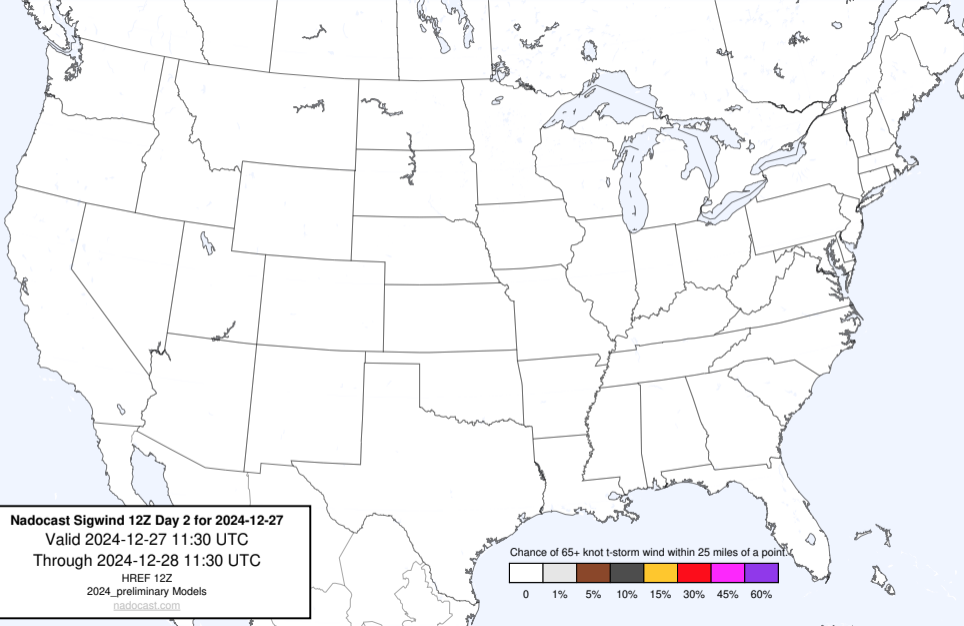 Nadocast Sigwind 12Z Day 2 for 2024-12-27
Valid 2024-12-27 11:30 UTC
Through 2024-12-28 11:30 UTC
HREF 12Z
2024_preliminary Models
nadocast.com
Chance of 65+ knot t-storm wind within 25 miles of a point.
0 1% 5% 10% 15% 30% 45% 60%